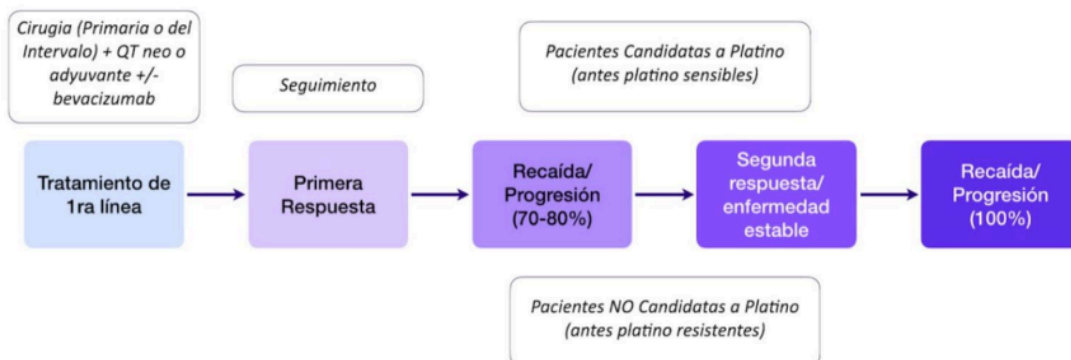 Cirugia (Primaria o del
Intervalo) + QT neo o
adyuvante +/-
bevacizumab
Seguimiento
Pacientes Candidatas a Platino
(antes platino sensibles)
Tratamiento de
1ra línea
Primera
Respuesta
Recaída/
Progresión
(70-80%)
Segunda
respuesta/
enfermedad
estable
Recaída/
Progresión
(100%)
Pacientes NO Candidatas a Platino
(antes platino resistentes)